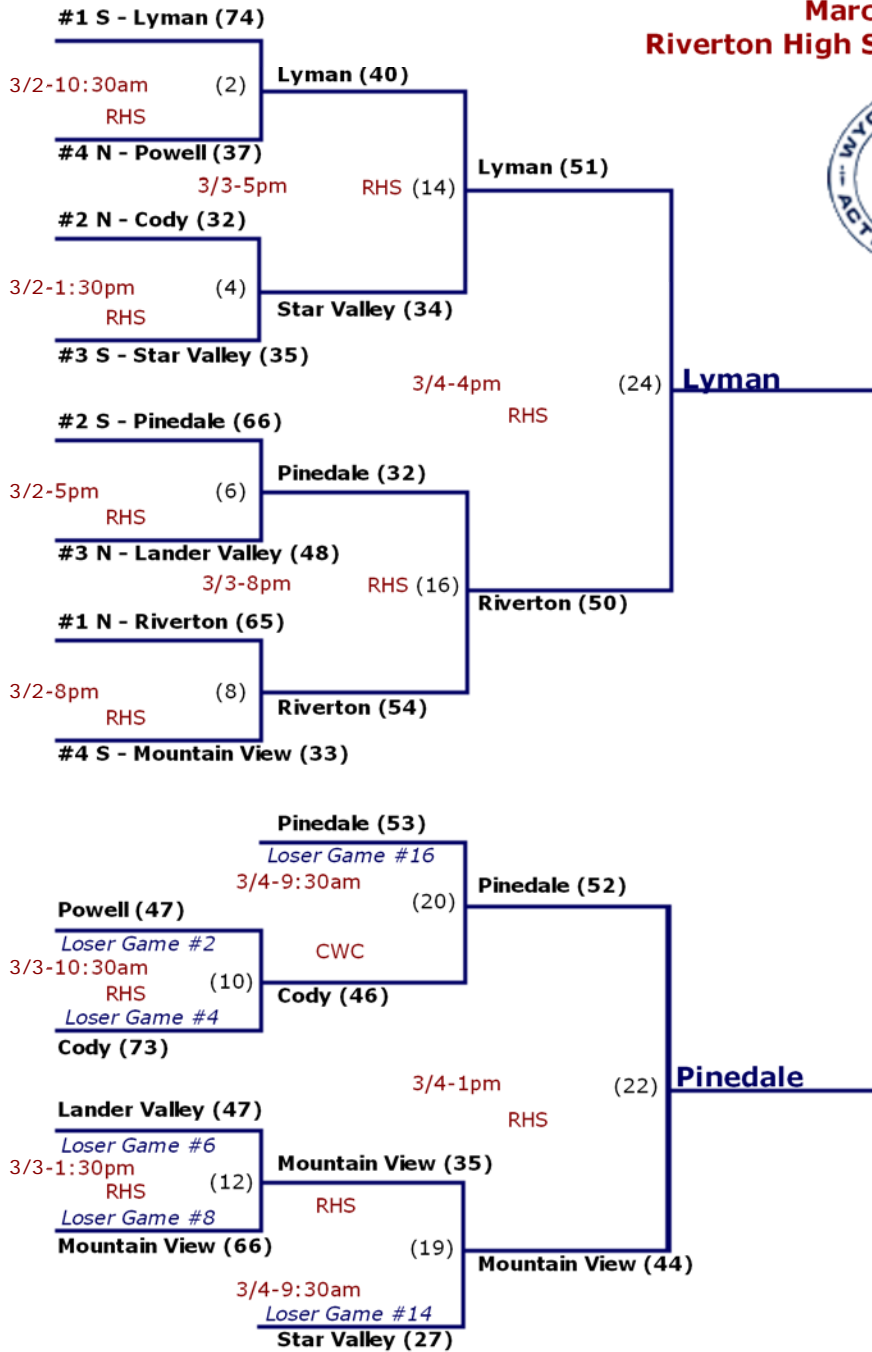 Marc
Riverton High S
#1 S - Lyman (74)
3/2-10:30am
(2)
RHS
Lyman (40)
#4 N - Powell (37)
3/3-5pm
RHS (14)
Lyman (51)
#2 N - Cody (32)
3/2-1:30pm
(4)
RHS
Star Valley (34)
#3 S - Star Valley (35)
3/4-4pm
(24)
Lyman
RHS
#2 S - Pinedale (66)
Pinedale (32)
3/2-5pm
(6)
RHS
#3 N - Lander Valley (48)
3/3-8pm
RHS (16)
Riverton (50)
#1 N - Riverton (65)
3/2-8pm
(8)
RHS
Riverton (54)
#4 S - Mountain View (33)
Pinedale (53)
Loser Game #16
3/4-9:30am
(20)
Pinedale (52)
Powell (47)
Loser Game #2
3/3-10:30am
RHS
(10)
CWC
Cody (46)
Loser Game #4
Cody (73)
3/4-1pm
(22)
Pinedale
RHS
Lander Valley (47)
Loser Game #6
3/3-1:30pm
RHS
(12)
Mountain View (35)
RHS
Loser Game #8
Mountain View (66)
(19)
Mountain View (44)
3/4-9:30am
Loser Game #14
Star Valley (27)